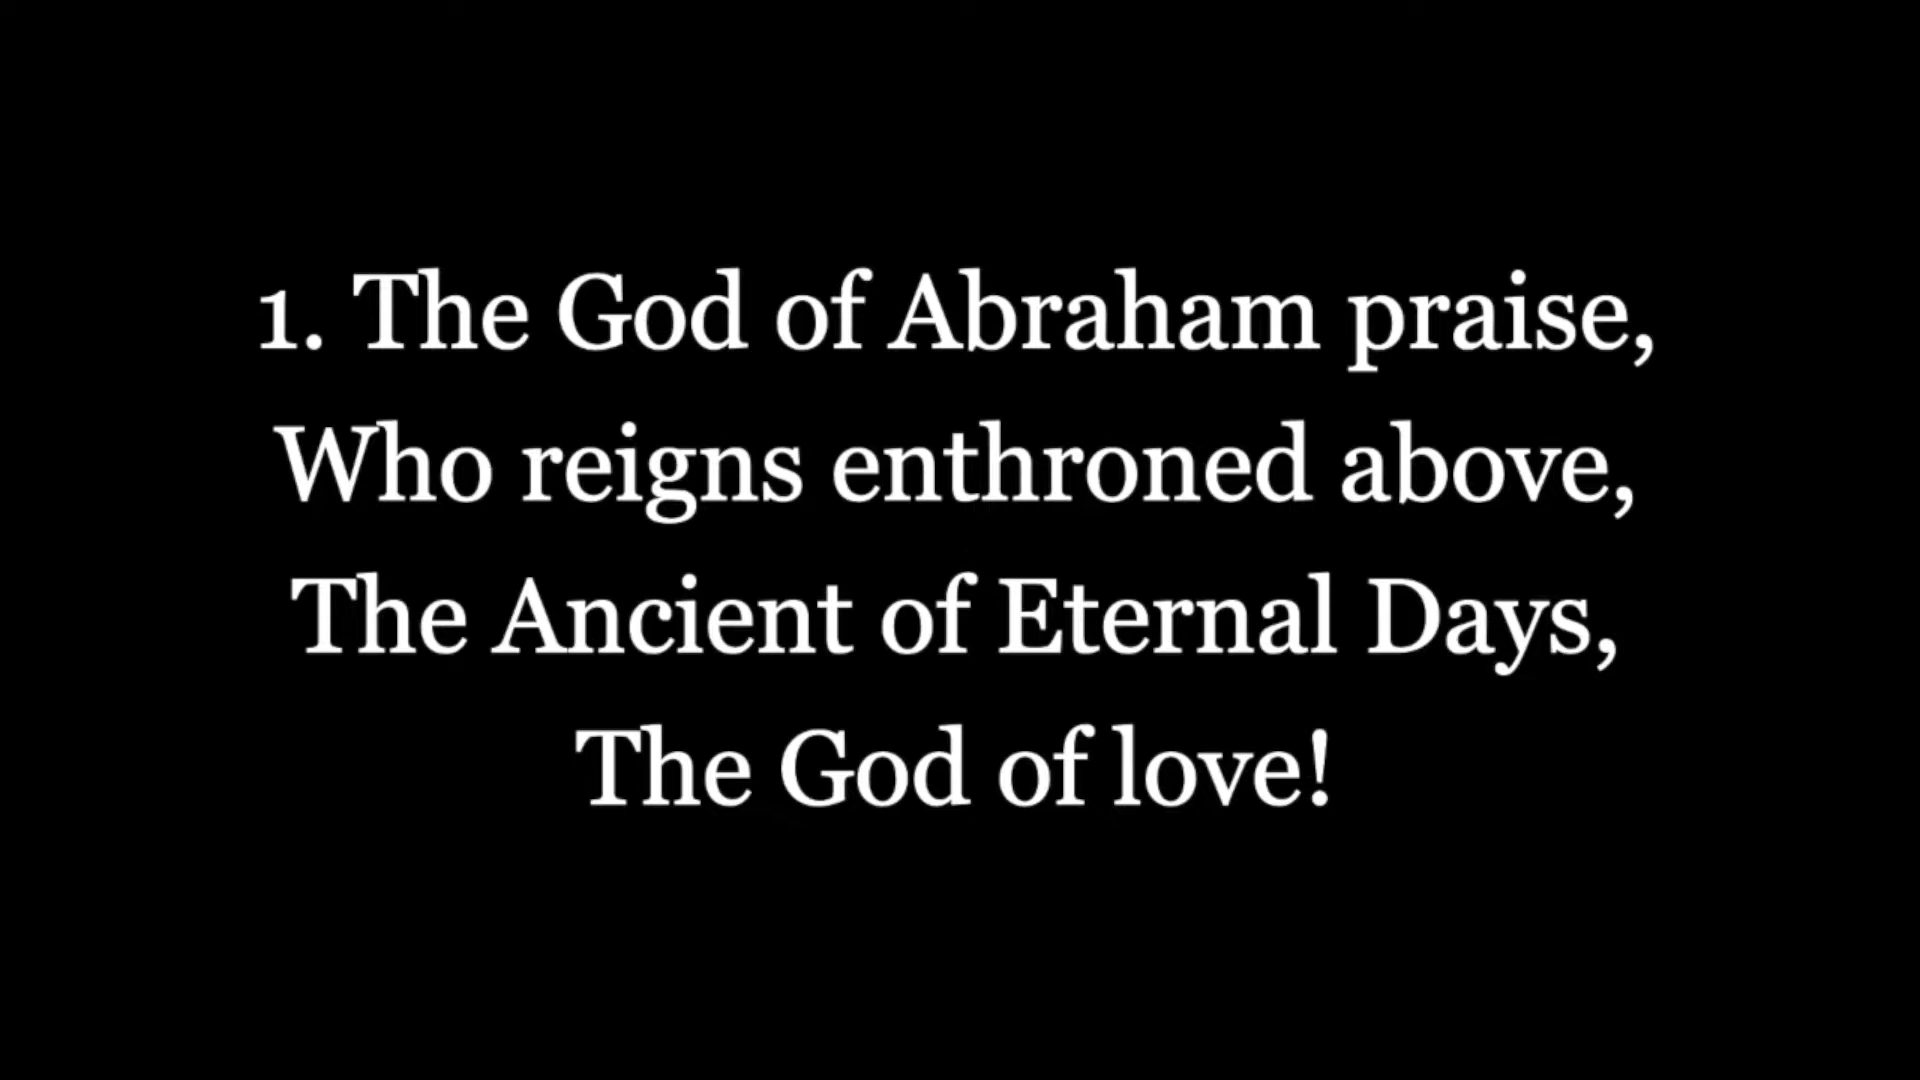 1. The God of Abraham praise,
Who reigns enthroned above,
The Ancient of Eternal Days,
The God of love!